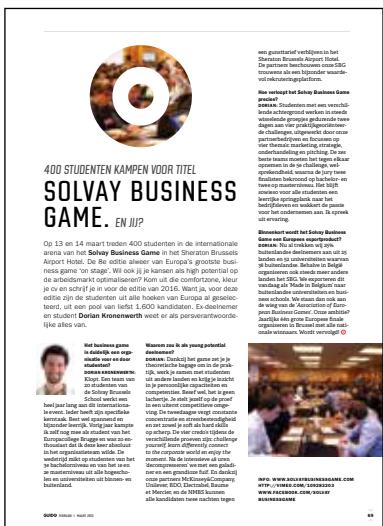 400 STUDENTEN KAMPEN VOOR TITEL
SOLVAY BUSINESS
GAME. EN JIJ?
Op 13 en 14 maart treden 400 studenten in de internationale
arena van het Solvay Business Game in het Sheraton Brussels
Airport Hotel. De 8e editie alweer van Europa's grootste busi-
ness game 'on stage'. Wil ook jij je kansen als high potential op
de arbeidsmarkt optimaliseren? Kom uit die comfortzone, kleur
je cv en schrijf je in voor de editie van 2016. Want ja, voor deze
editie zijn de studenten uit alle hoeken van Europa al geselec-
teerd, uit een pool van liefst 1.600 kandidaten. Ex-deelnemer
en student Dorian Kronenwerth weet er als persverantwoorde-
lijke alles van.
Het business game
is duidelijk een orga-
nisatie voor en door
studenten?
DORIAN KRONENWERTH:
Klopt. Een team van
20 studenten van
de Solvay Brussels
School werkt een
heel jaar lang aan dit internationa-
le event. Ieder heeft zijn specifieke
kerntaak. Best wel spannend en
bijzonder leerrijk. Vorig jaar kampte
ik zelf nog mee als student van het
Europacollege Brugge en was zo en-
thousiast dat ik deze keer absoluut
in het organisatieteam wilde. De
wedstrijd mikt op studenten van het
3e bachelorniveau en van het 1e en
2e masterniveau uit alle hogescho-
len en universiteiten uit binnen- en
buitenland.
Waarom zou ik als young potential
deelnemen?
DORIAN: Dankzij het game zet je je
theoretische bagage om in de prak-
tijk, werk je samen met studenten
uit andere landen en krijg je inzicht
in je persoonlijke capaciteiten en
competenties. Besef wel, het is geen
lachertje. Je stelt jezelf op de proef
in een uiterst competitieve omge-
ving. De tweedaagse vergt constante
concentratie en stressbestendigheid
en zet zowel je soft als hard skills
op scherp. De vier credo's tijdens de
verschillende proeven zijn: challenge
yourself, learn differently, connect
to the corporate world en enjoy the
moment. Na de intensieve 48 uren
'decompresseren' we met een galadi-
ner en een grandioze fuif. En dankzij
onze partners McKinsey&Company,
Unilever, BDO, Electrabel, Baume
et Mercier, en de NMBS kunnen
alle kandidaten twee nachten tegen
een gunsttarief verblijven in het
Sheraton Brussels Airport Hotel.
De partners beschouwen onze SBG
trouwens als een bijzonder waarde-
vol rekruteringsplatform.
Hoe verloopt het Solvay Business Game
precies?
DORIAN: Studenten met een verschil-
lende achtergrond werken in steeds
wisselende groepjes gedurende twee
dagen aan vier praktijkgeoriënteer-
de challenges, uitgewerkt door onze
partnerbedrijven en focussen op
vier thema's: marketing, strategie,
onderhandeling en pitching. De zes
beste teams moeten het tegen elkaar
opnemen in de 5e challenge, wel-
sprekendheid, waarna de jury twee
finalisten bekroond op bachelor- en
twee op masterniveau. Het blijft
sowieso voor alle studenten een
leerrijke springplank naar het
bedrijfsleven en wakkert de passie
voor het ondernemen aan. Ik spreek
uit ervaring.
Binnenkort wordt het Solvay Business
Game een Europees exportproduct?
DORIAN: Nu al trekken wij 25%
buitenlandse deelnemers aan uit 15
landen en 52 universiteiten waarvan
36 buitenlandse. Behalve in België
organiseren ook steeds meer andere
landen het SBG. We exporteren dit
vandaag als 'Made in Belgium' naar
buitenlandse universiteiten en busi-
ness schools. We staan dan ook aan
de wieg van de 'Association of Euro-
pean Business Games'. Onze ambitie?
Jaarlijks één grote Europese finale
organiseren in Brussel met alle nati-
onale winnaars. Wordt vervolgd!
INFO: WWW.SOLVAYBUSINESSGAME.COM
HTTP://VIMEO.COM/109282203
WWW.FACEBOOK.COM/SOLVAY
BUSINESSGAME
GUIDO FEBRUARI | MAART 2015
69